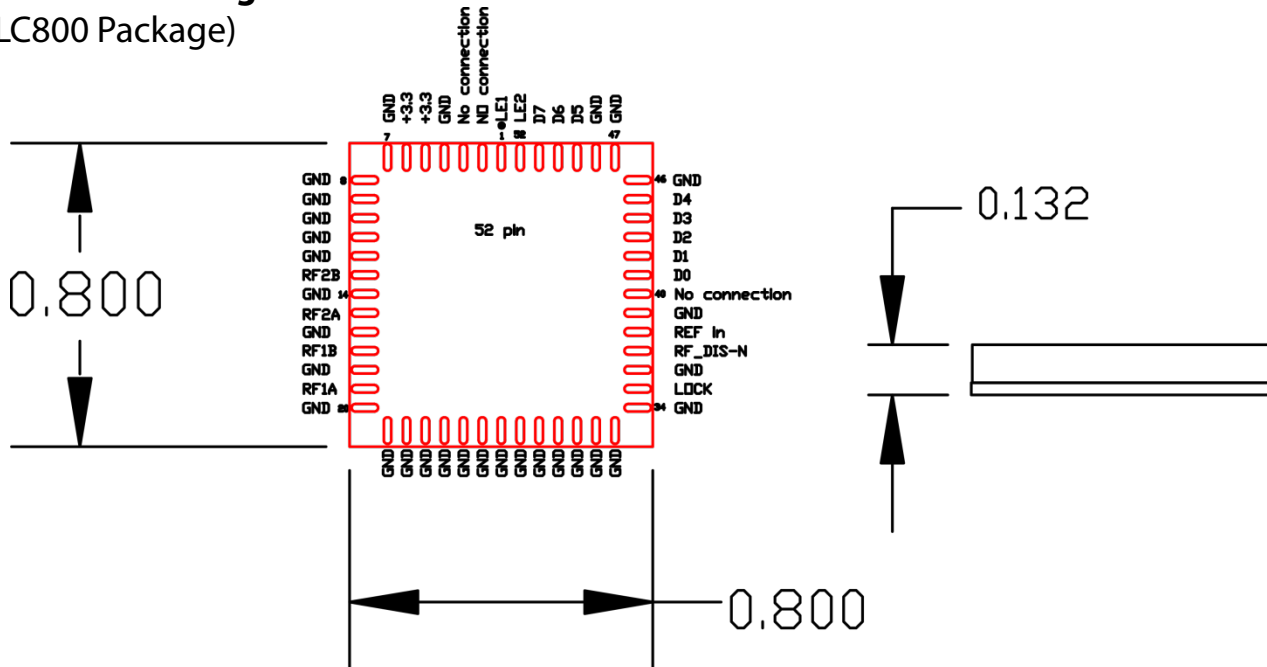 LC800 Package)
GND
+3.3
+3.3
GND
No connection
NO connection
LE1
LE2
D7
D6
D5
GND
GND
7
1
52
47
GND 8
GND
GND
GND
GND
RF2B
GND 14
RF2A
GND
RF1B
GND
RF1A
GND 20
52 pin
46 GND
D4
D3
D2
D1
D0
40 No connection
GND
REF in
RF_DIS-N
GND
LOCK
34 GND
GND
GND
GND
GND
GND
GND
GND
GND
GND
GND
GND
GND
GND
0.800
0.132
0.800